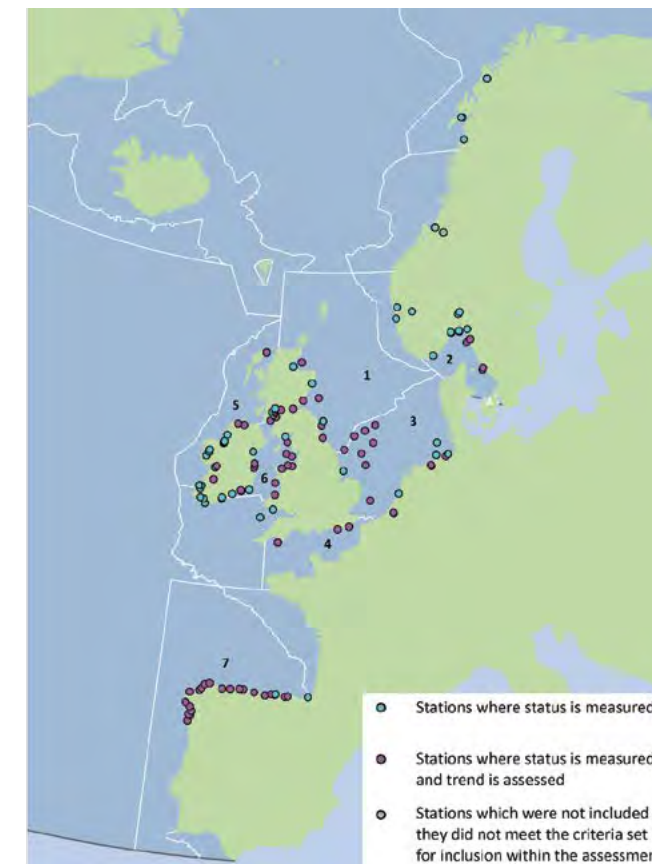 1
2
3
5
6
4
7
Stations where status is measured
Stations where status is measured
and trend is assessed
Stations which were not included
they did not meet the criteria set
for inclusion within the